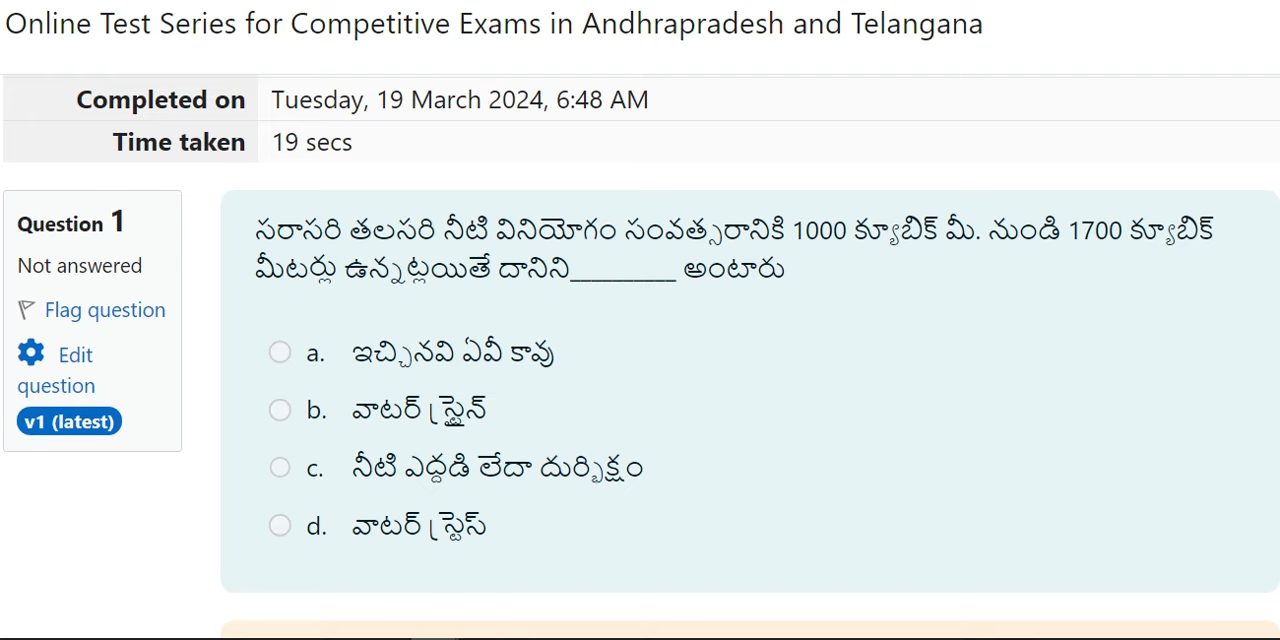 Online Test Series for Competitive Exams in Andhrapradesh and Telangana
Completed on Tuesday, 19 March 2024, 6:48 AM
Time taken 19 secs
Question 1
Not answered
Flag question
Edit
question
v1 (latest)
సరాసరి తలసరి నీటి వినియోగం సంవత్సరానికి 1000 క్యూబిక్ మీ. నుండి 1700 క్యూబిక్
మీటర్లు ఉన్నట్లయితే దానిని__________ అంటారు
a. ఇచ్చినవి ఏవీ కావు
b. వాటర్ స్ట్రైన్
c. నీటి ఎద్దడి లేదా దుర్భిక్షం
d. వాటర్ స్ట్రెస్